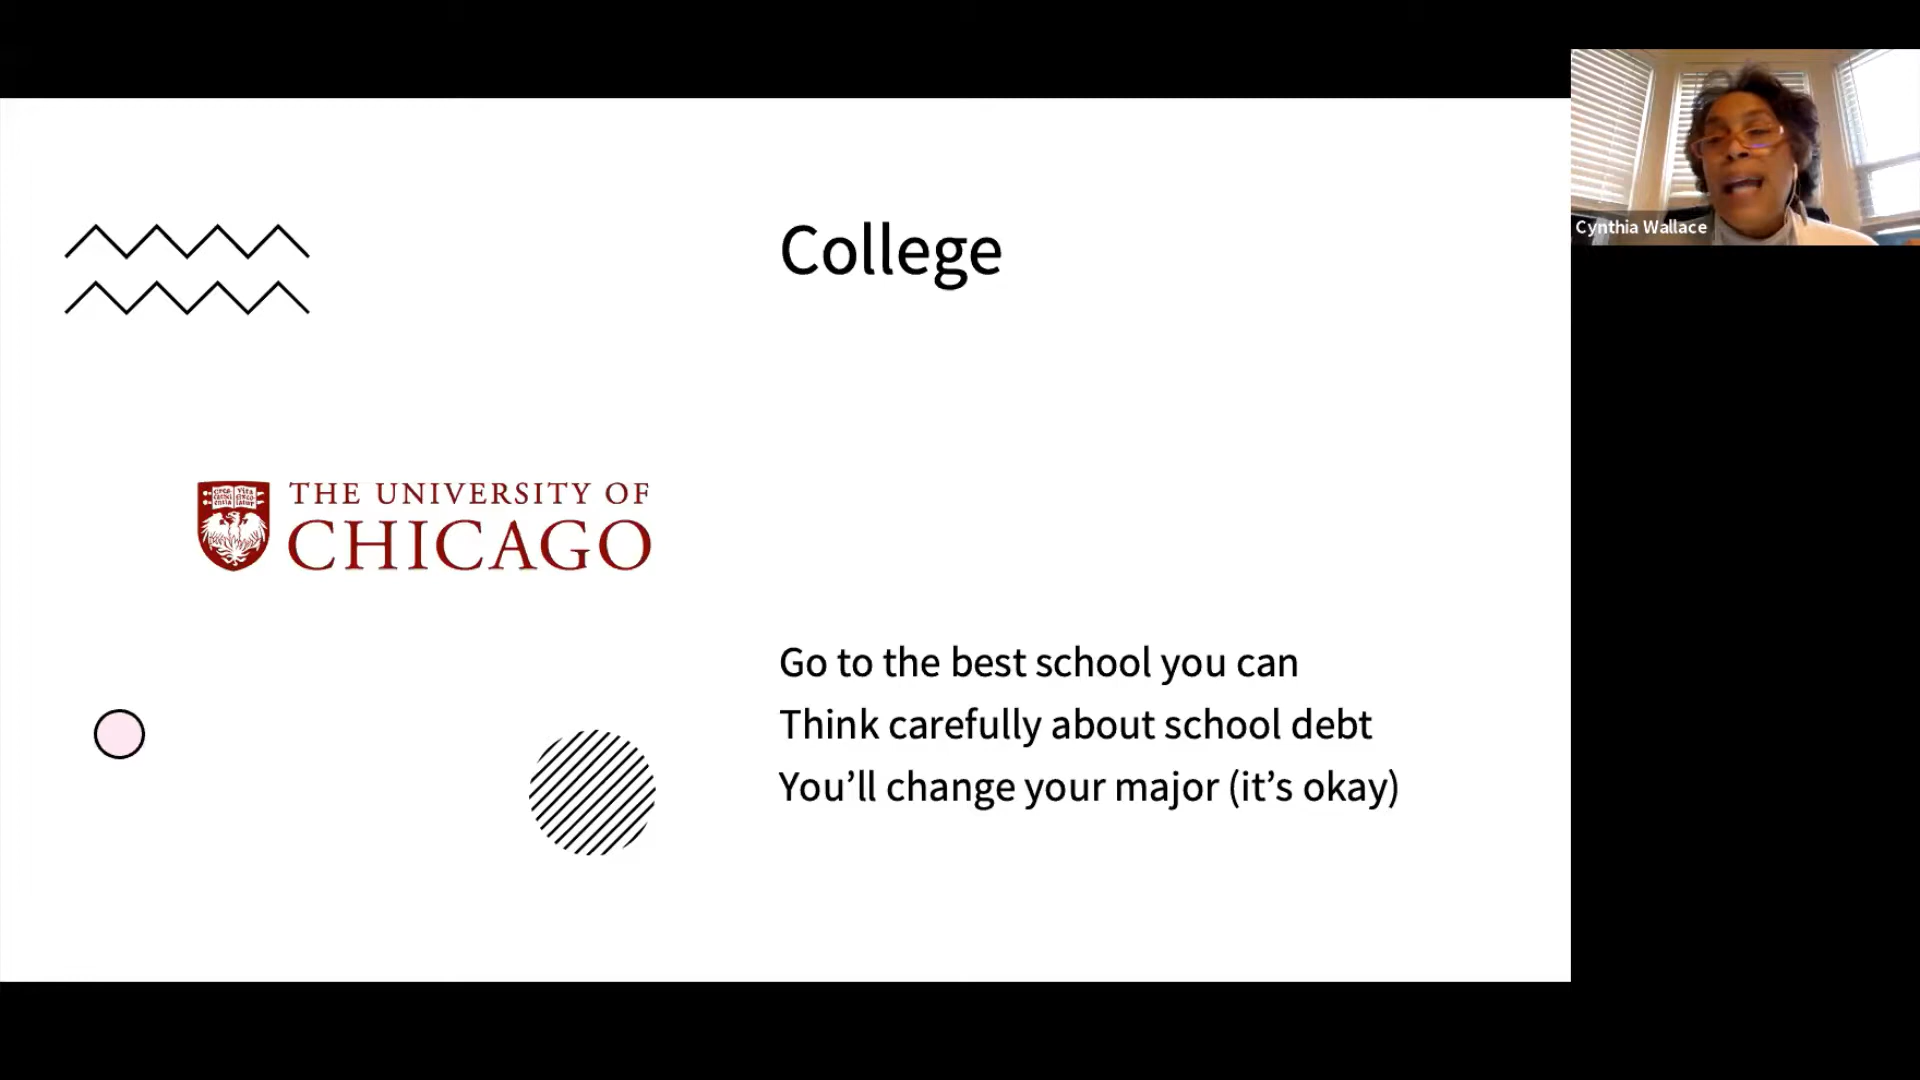 College
Cynthia Wallace
THE UNIVERSITY OF
CHICAGO
Go to the best school you can
Think carefully about school debt
You’ll change your major (it’s okay)